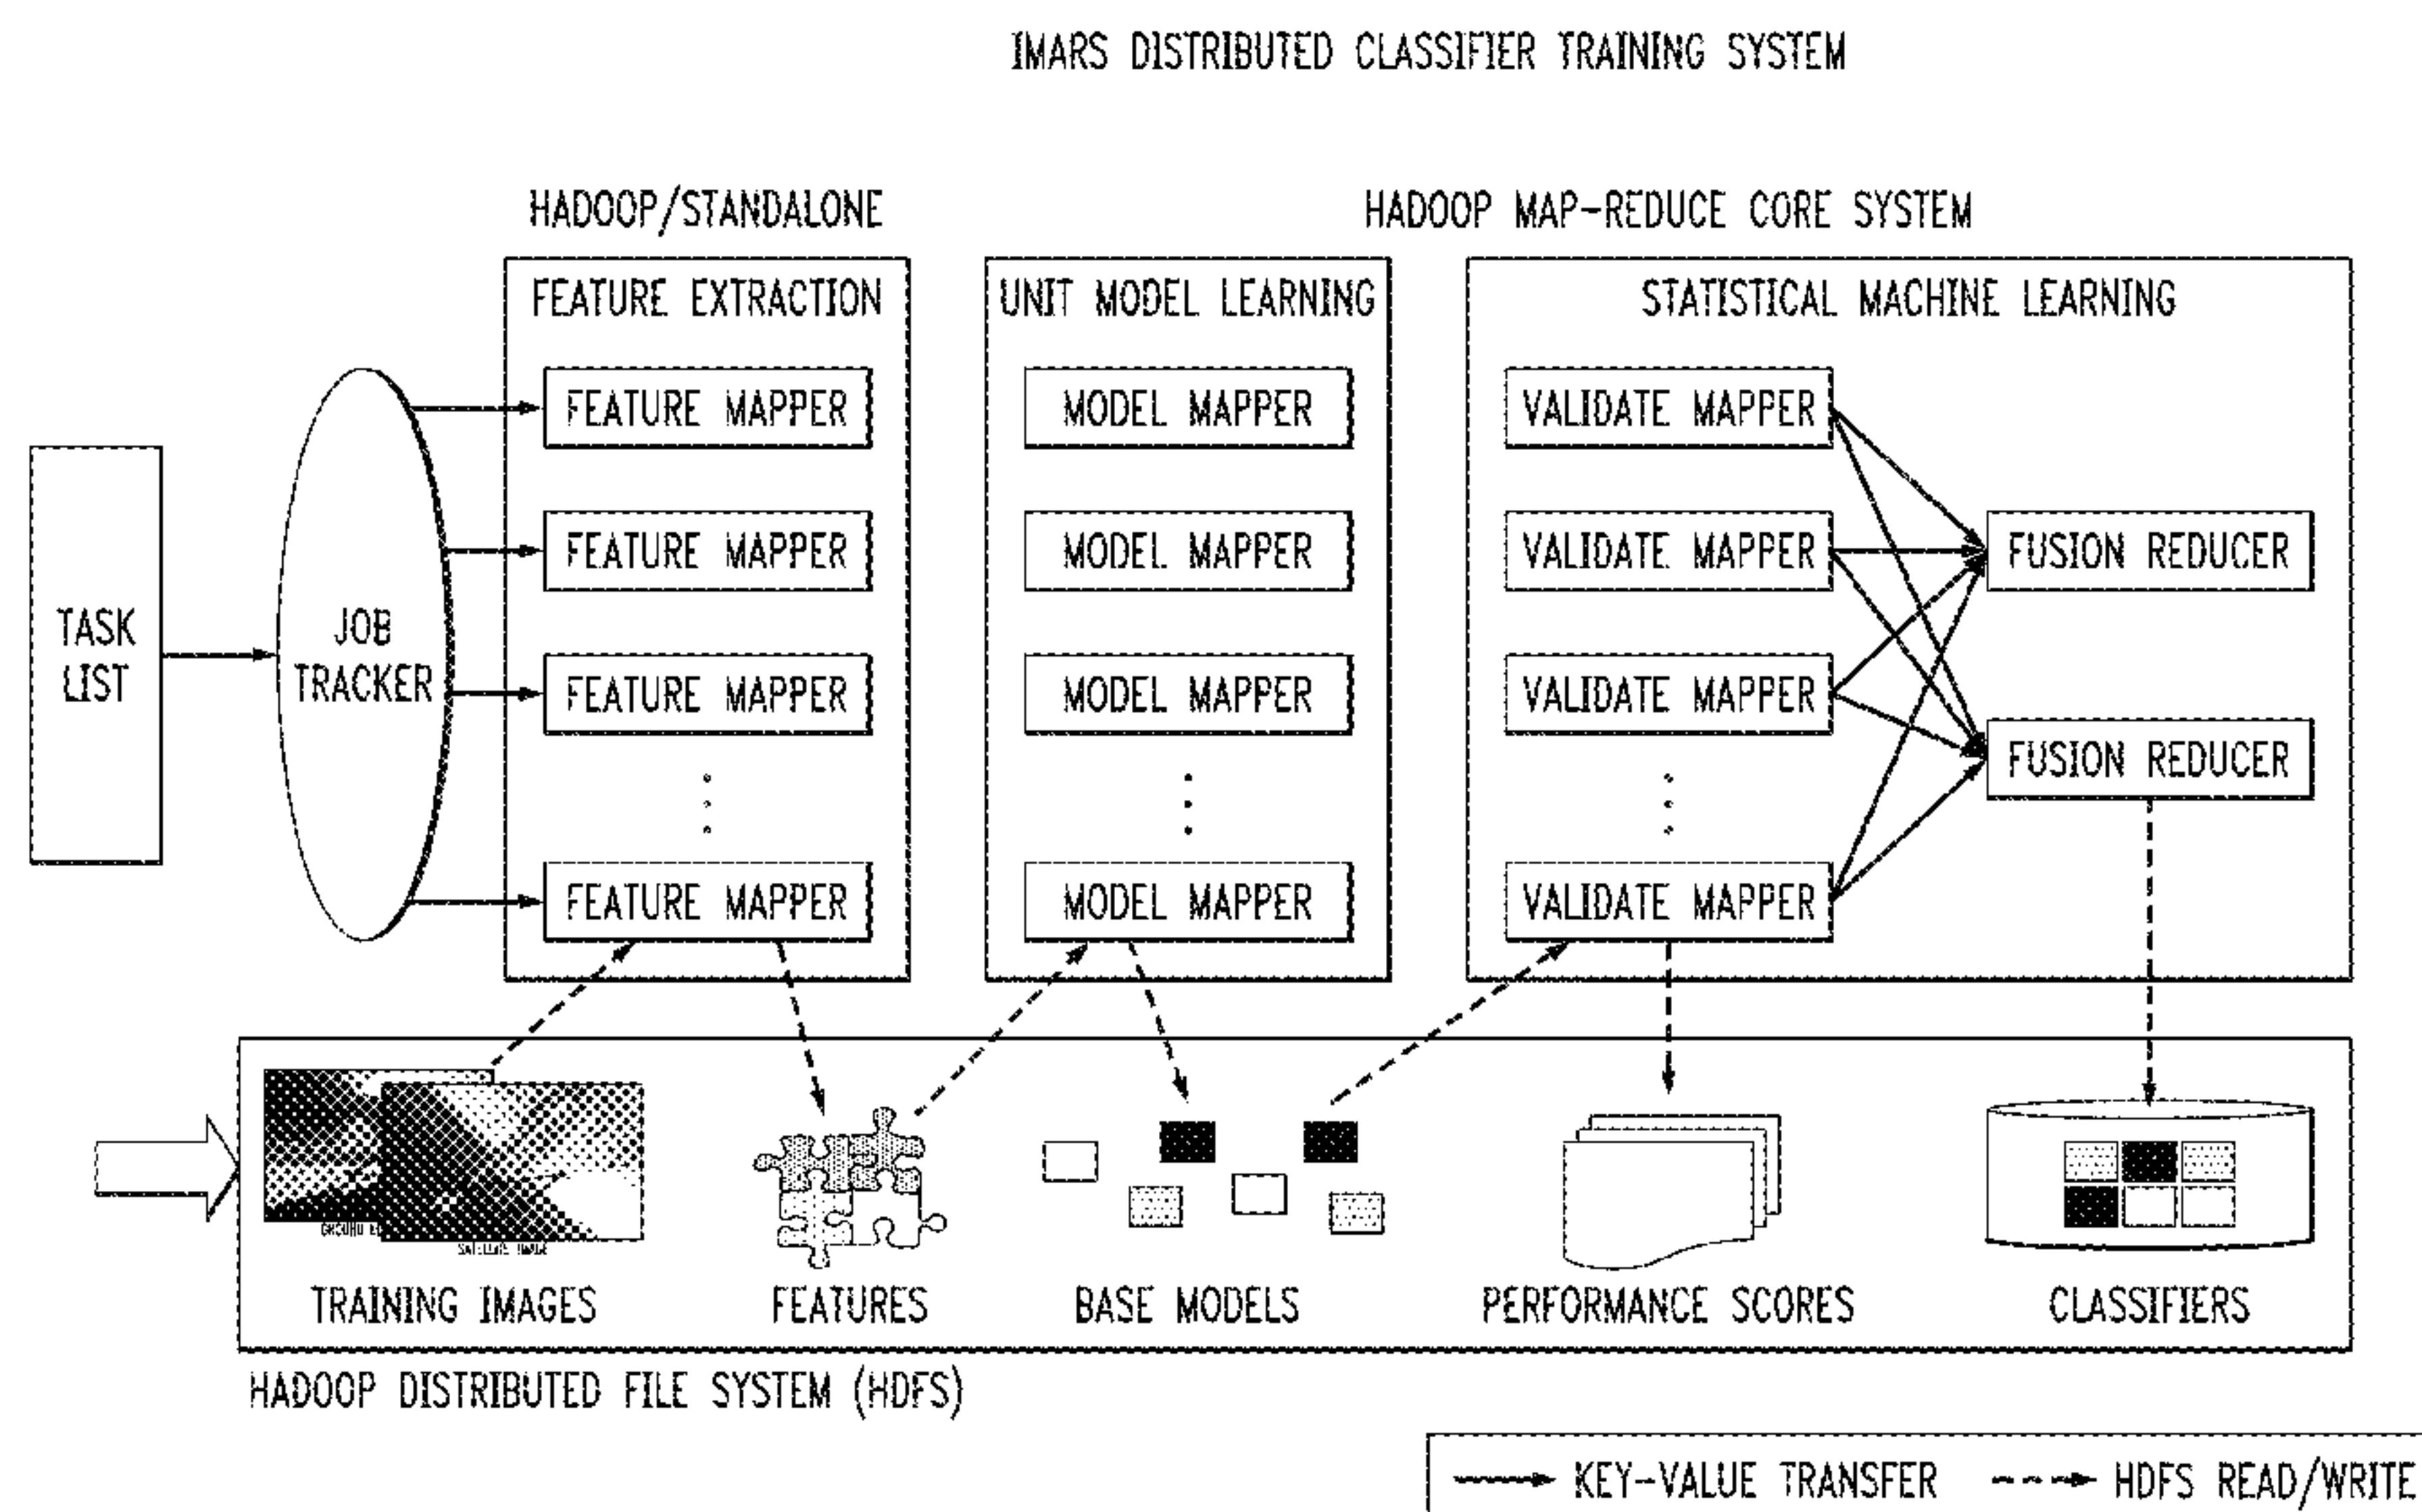 IMARS DISTRIBUTED CLASSIFIER TRAINING SYSTEM
HADOOP/STANDALONE
HADOOP MAP-REDUCE CORE SYSTEM
FEATURE EXTRACTION
UNIT MODEL LEARNING
STATISTICAL MACHINE LEARNING
TASK
LIST
JOB
TRACKER
FEATURE MAPPER
FEATURE MAPPER
FEATURE MAPPER
FEATURE MAPPER
MODEL MAPPER
MODEL MAPPER
MODEL MAPPER
MODEL MAPPER
VALIDATE MAPPER
VALIDATE MAPPER
VALIDATE MAPPER
VALIDATE MAPPER
FUSION REDUCER
FUSION REDUCER
SATELLITE IMAGE
TRAINING IMAGES
FEATURES
BASE MODELS
PERFORMANCE SCORES
CLASSIFIERS
HADOOP DISTRIBUTED FILE SYSTEM (HDFS)
KEY-VALUE TRANSFER
HDFS READ/WRITE